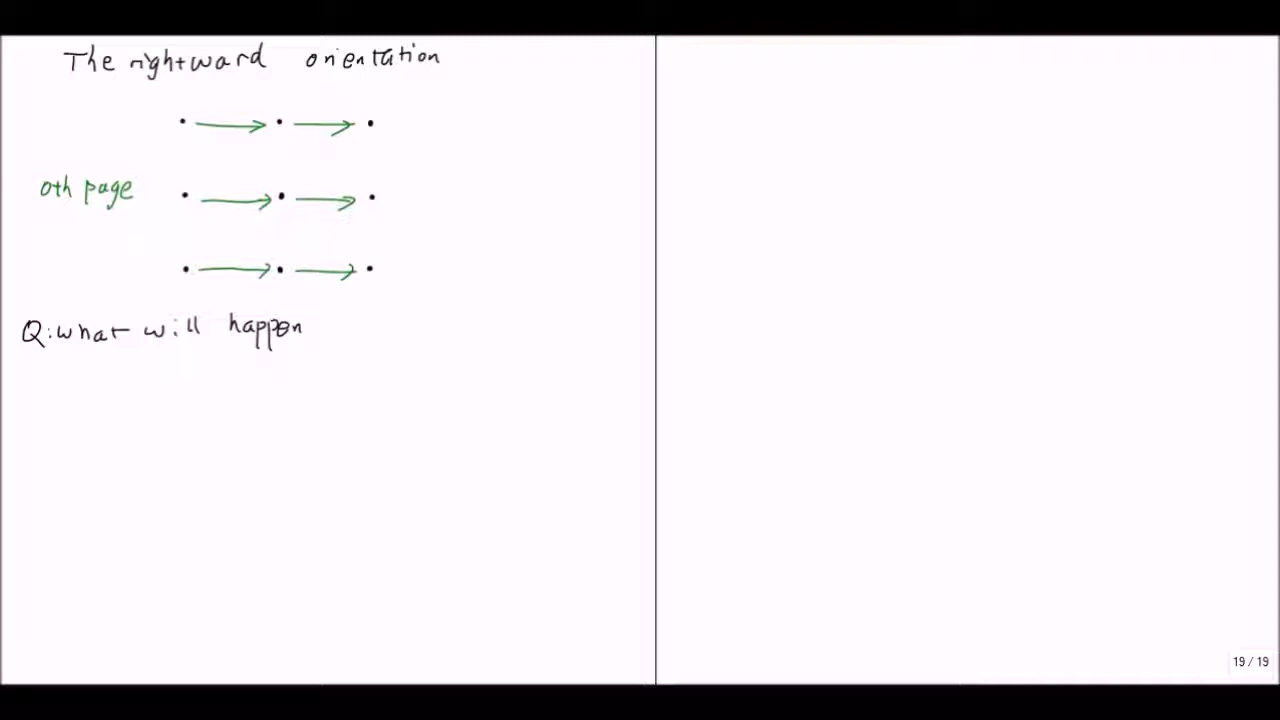 The rightward orientation
0th page
Q: what will happen
19 / 19